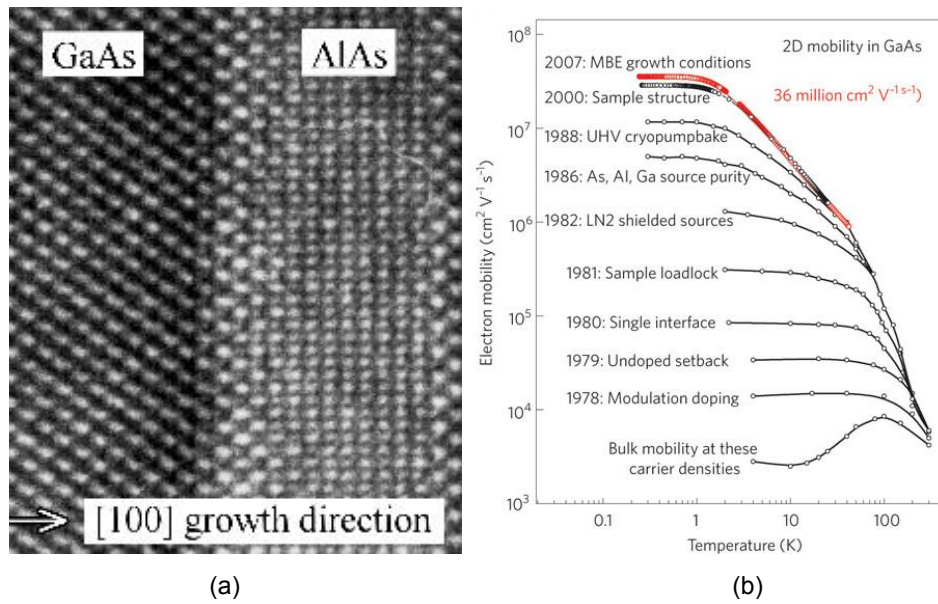 GaAs
AlAs
[100] growth direction
(a)
10⁸
10⁷
10⁶
10⁵
10⁴
10³
Electron mobility (cm² V⁻¹ s⁻¹)
2D mobility in GaAs
36 million cm² V⁻¹ s⁻¹)
2007: MBE growth conditions
2000: Sample structure
1988: UHV cryopumpbake
1986: As, Al, Ga source purity
1982: LN2 shielded sources
1981: Sample loadlock
1980: Single interface
1979: Undoped setback
1978: Modulation doping
Bulk mobility at these
carrier densities
0.1
1
10
100
Temperature (K)
(b)